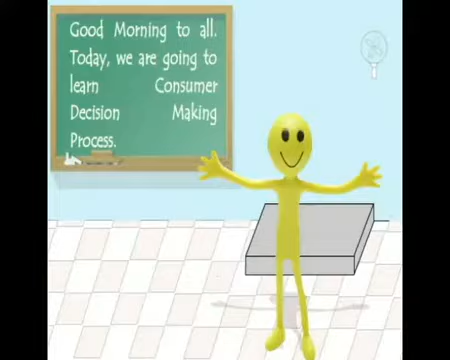 Good Morning to all.
Today, we are going to
learn Consumer
Decision Making
Process.